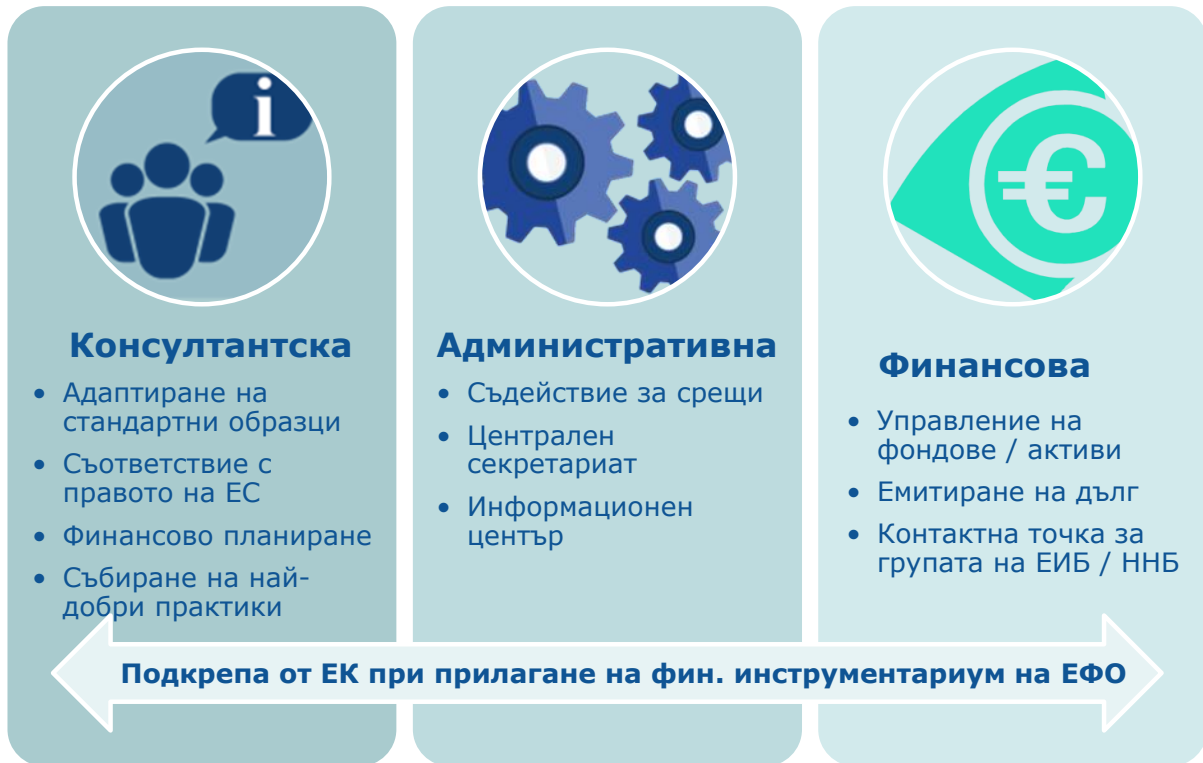 i
Консултантска
• Адаптиране на
стандартни образци
• Съответствие с
правото на ЕС
• Финансово планиране
• Събиране на най-
добри практики
Административна
• Съдействие за срещи
• Централен
секретариат
• Информационен
център
€
Финансова
• Управление на
фондове / активи
• Емитиране на дълг
• Контактна точка за
групата на ЕИБ / ННБ
Подкрепа от ЕК при прилагане на фин. инструментариум на ЕФО